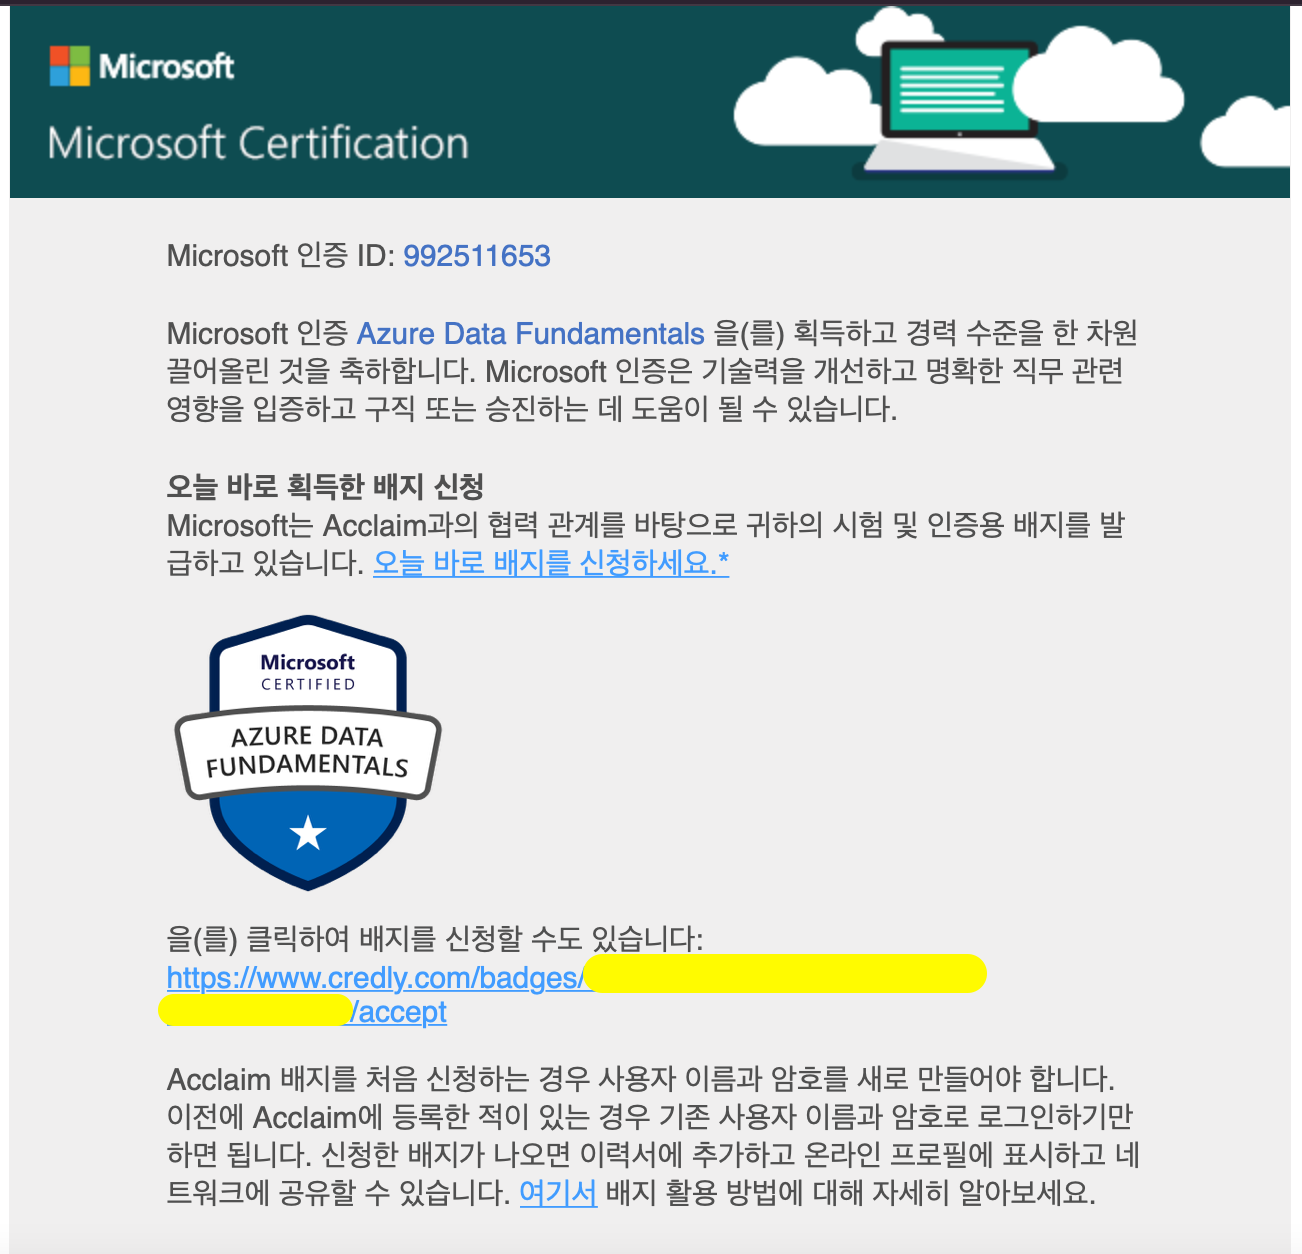 Microsoft
Microsoft Certification
Microsoft 인증 ID: 992511653
Microsoft 인증 Azure Data Fundamentals 을(를) 획득하고 경력 수준을 한 차원
끌어올린 것을 축하합니다. Microsoft 인증은 기술력을 개선하고 명확한 직무 관련
영향을 입증하고 구직 또는 승진하는 데 도움이 될 수 있습니다.
오늘 바로 획득한 배지 신청
Microsoft는 Acclaim과의 협력 관계를 바탕으로 귀하의 시험 및 인증용 배지를 발
급하고 있습니다. 오늘 바로 배지를 신청하세요.*
Microsoft
CERTIFIED
AZURE DATA
FUNDAMENTALS
을(를) 클릭하여 배지를 신청할 수도 있습니다:
https://www.credly.com/badges/
/accept
Acclaim 배지를 처음 신청하는 경우 사용자 이름과 암호를 새로 만들어야 합니다.
이전에 Acclaim에 등록한 적이 있는 경우 기존 사용자 이름과 암호로 로그인하기만
하면 됩니다. 신청한 배지가 나오면 이력서에 추가하고 온라인 프로필에 표시하고 네
트워크에 공유할 수 있습니다. 여기서 배지 활용 방법에 대해 자세히 알아보세요.